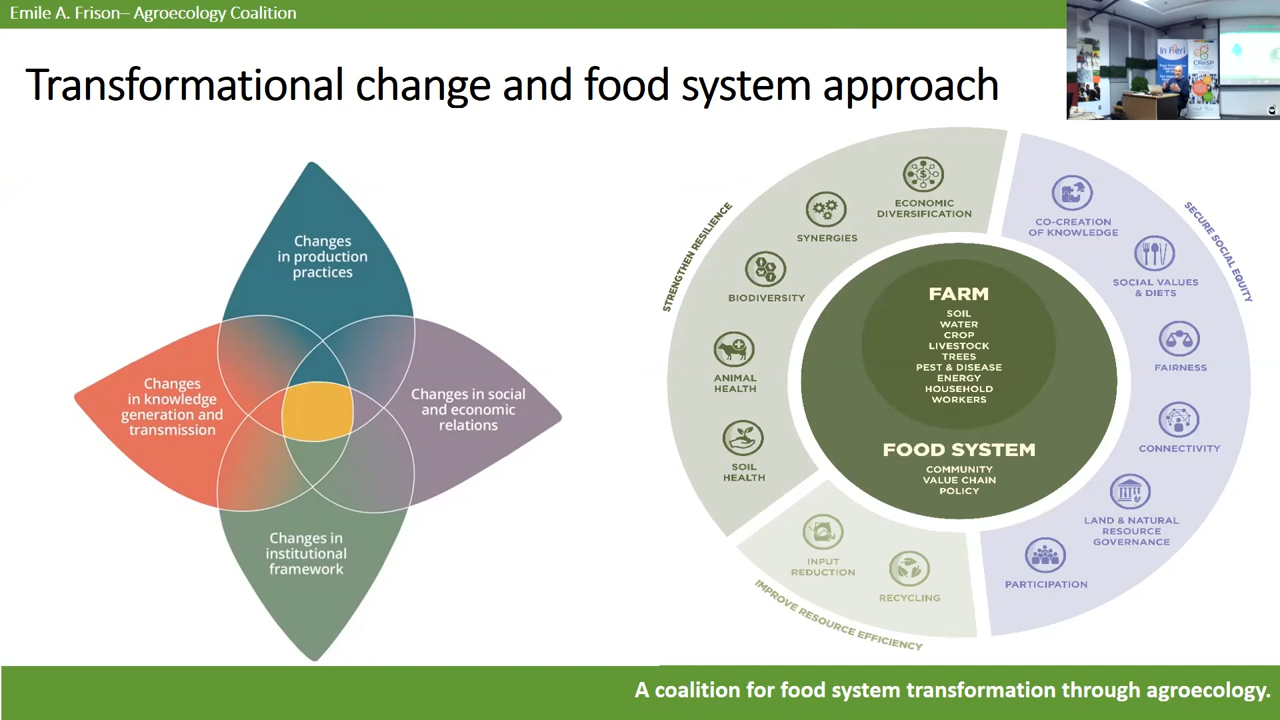 Emile A. Frison– Agroecology Coalition
Transformational change and food system approach
In Fieri
CReSP
Changes
in production
practices
Changes
in knowledge
generation and
transmission
Changes in social
and economic
relations
Changes in
institutional
framework
STRENGTHEN RESILIENCE
ECONOMIC
DIVERSIFICATION
SYNERGIES
BIODIVERSITY
ANIMAL
HEALTH
SOIL
HEALTH
IMPROVE RESOURCE EFFICIENCY
INPUT
REDUCTION
RECYCLING
SECURE SOCIAL EQUITY
CO-CREATION
OF KNOWLEDGE
SOCIAL VALUES
& DIETS
FAIRNESS
CONNECTIVITY
LAND & NATURAL
RESOURCE
GOVERNANCE
PARTICIPATION
FARM
SOIL
WATER
CROP
LIVESTOCK
TREES
PEST & DISEASE
ENERGY
HOUSEHOLD
WORKERS
FOOD SYSTEM
COMMUNITY
VALUE CHAIN
POLICY
A coalition for food system transformation through agroecology.